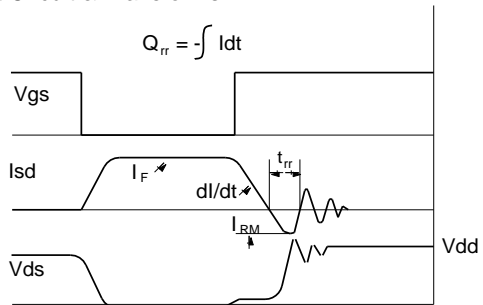 Q_rr = -∫ Idt
Vgs
Isd
I_F
dI/dt
t_rr
I_RM
Vdd
Vds